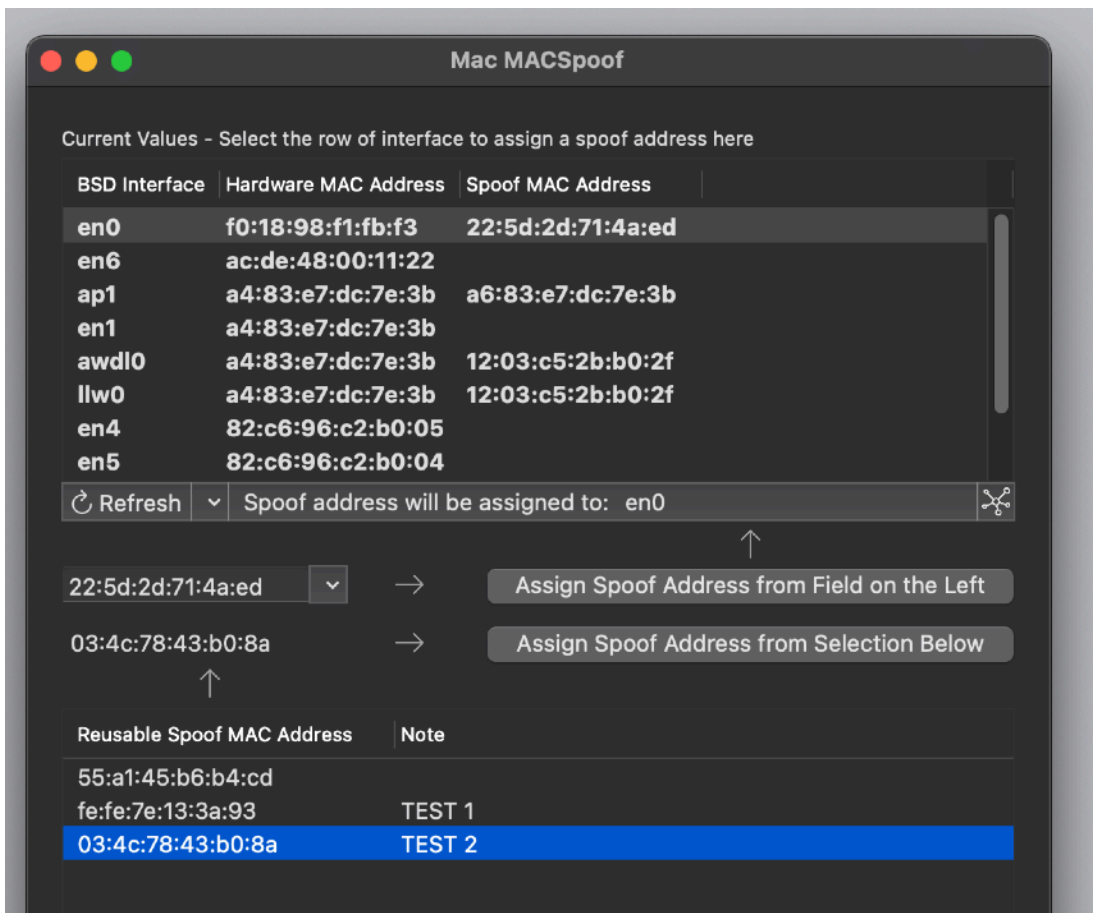 Mac MACSpoof
Current Values - Select the row of interface to assign a spoof address here
BSD Interface Hardware MAC Address Spoof MAC Address
en0 f0:18:98:f1:fb:f3 22:5d:2d:71:4a:ed
en6 ac:de:48:00:11:22
ap1 a4:83:e7:dc:7e:3b a6:83:e7:dc:7e:3b
en1 a4:83:e7:dc:7e:3b
awdl0 a4:83:e7:dc:7e:3b 12:03:c5:2b:b0:2f
llw0 a4:83:e7:dc:7e:3b 12:03:c5:2b:b0:2f
en4 82:c6:96:c2:b0:05
en5 82:c6:96:c2:b0:04
Refresh Spoof address will be assigned to: en0
22:5d:2d:71:4a:ed → Assign Spoof Address from Field on the Left
03:4c:78:43:b0:8a → Assign Spoof Address from Selection Below
Reusable Spoof MAC Address Note
55:a1:45:b6:b4:cd
fe:fe:7e:13:3a:93 TEST 1
03:4c:78:43:b0:8a TEST 2